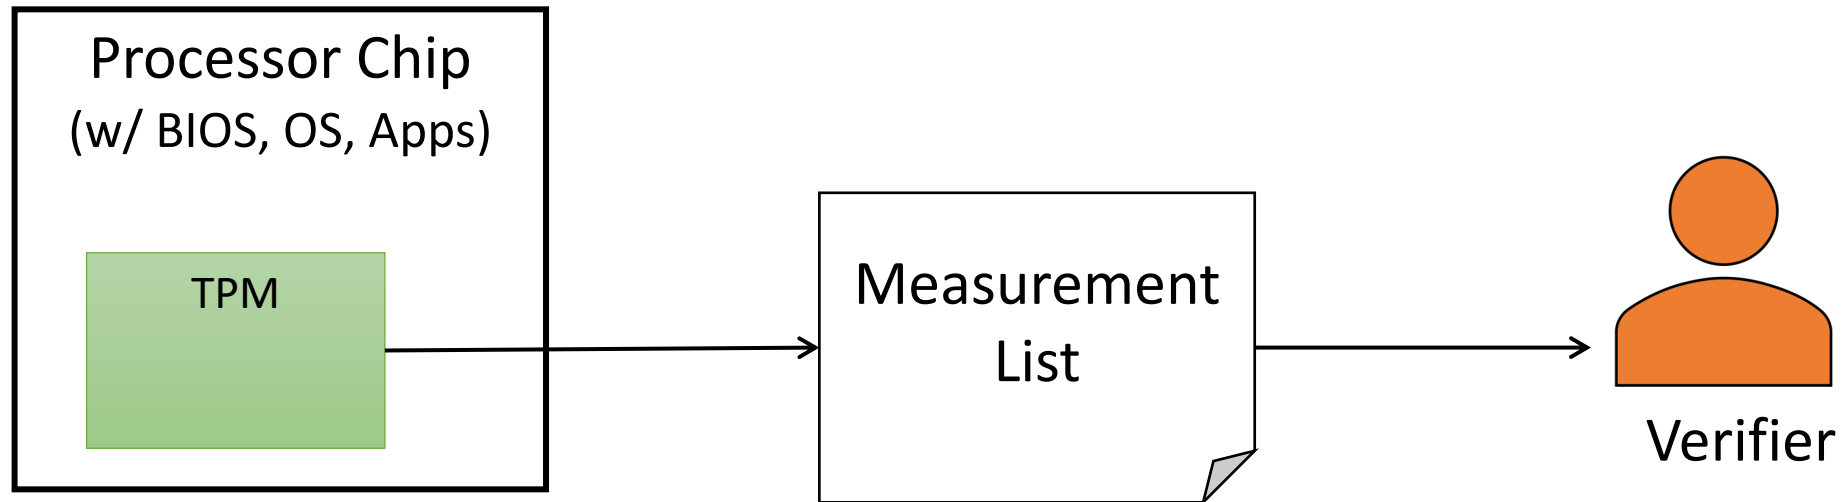 Processor Chip
(w/ BIOS, OS, Apps)
TPM
Measurement
List
Verifier